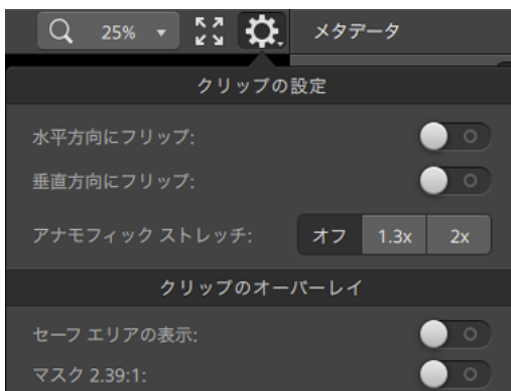 25% メタデータ
クリップの設定
水平方向にフリップ:
垂直方向にフリップ:
アナモフィック ストレッチ: オフ 1.3x 2x
クリップのオーバーレイ
セーフ エリアの表示:
マスク 2.39:1: